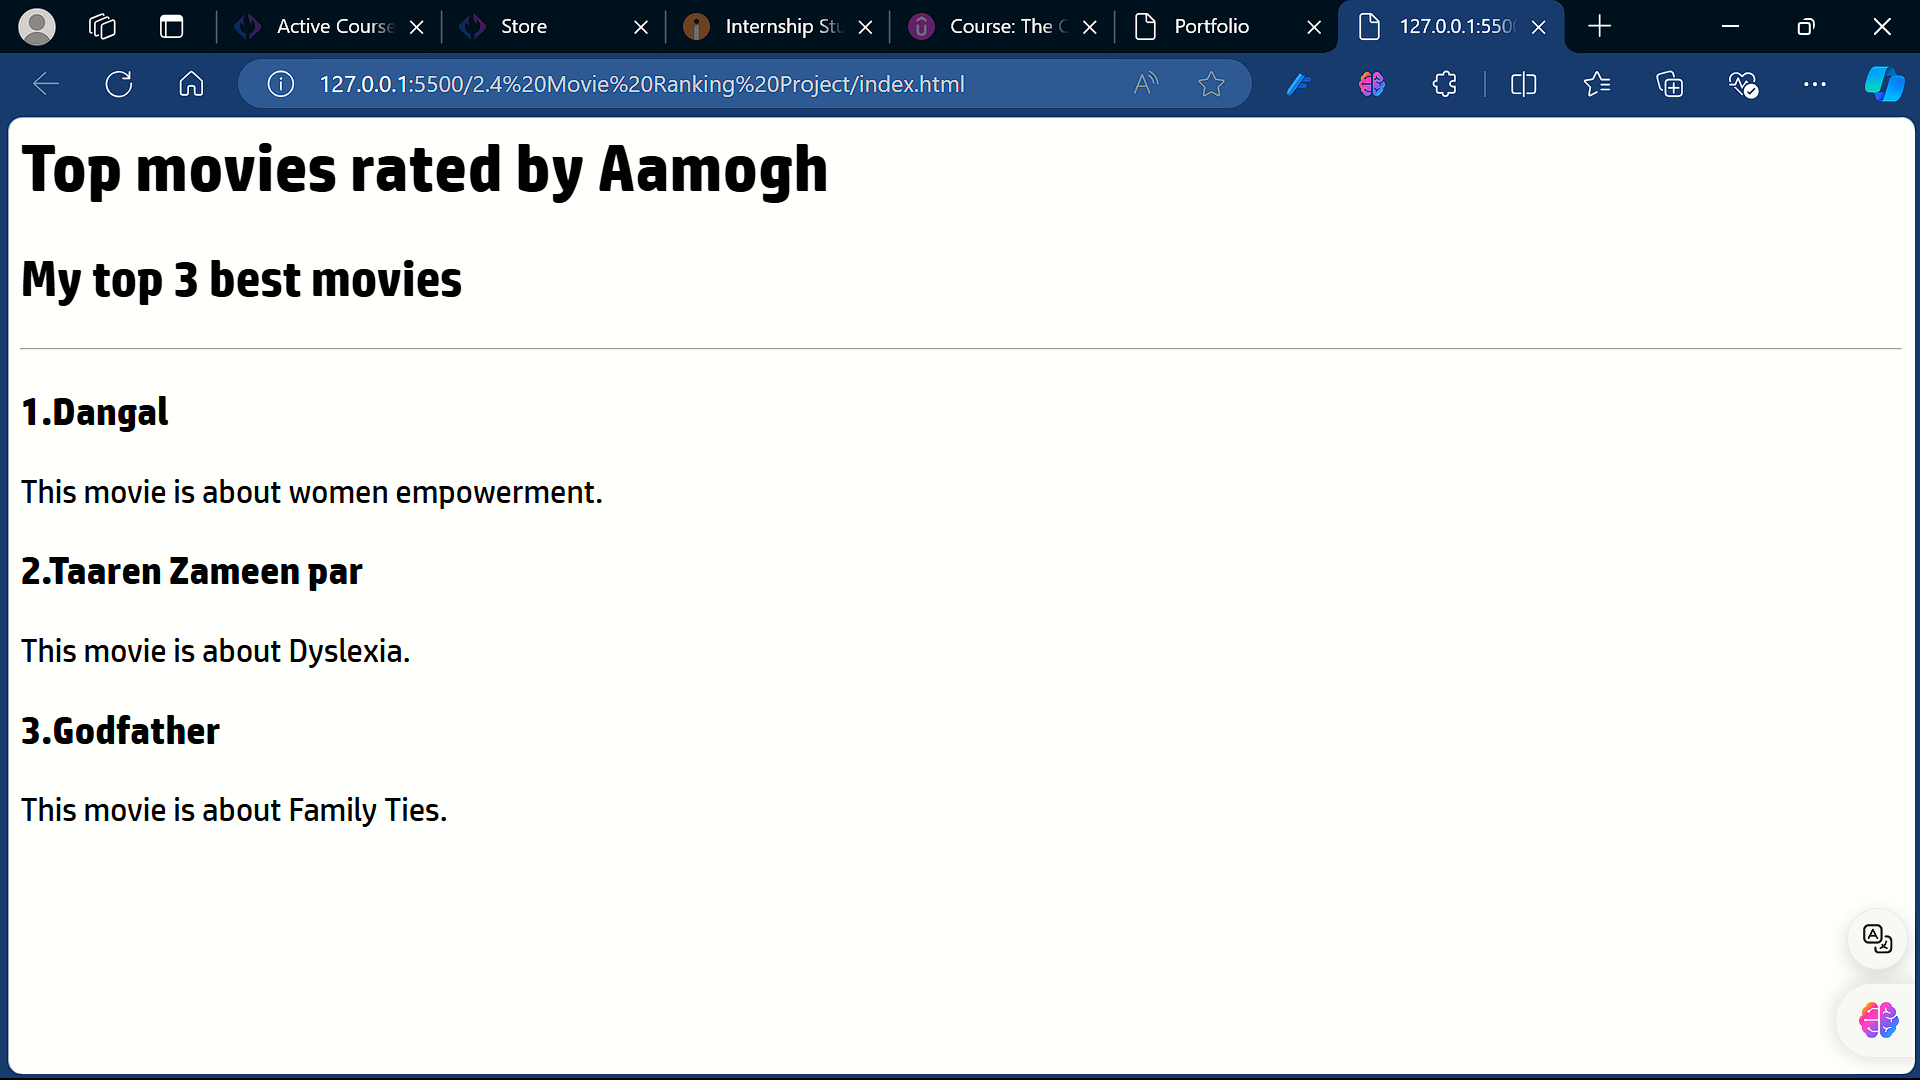 Active Course
Store
Internship Stu
Course: The C
Portfolio
127.0.0.1:550
127.0.0.1:5500/2.4%20Movie%20Ranking%20Project/index.html
Top movies rated by Aamogh
My top 3 best movies
1.Dangal
This movie is about women empowerment.
2.Taaren Zameen par
This movie is about Dyslexia.
3.Godfather
This movie is about Family Ties.